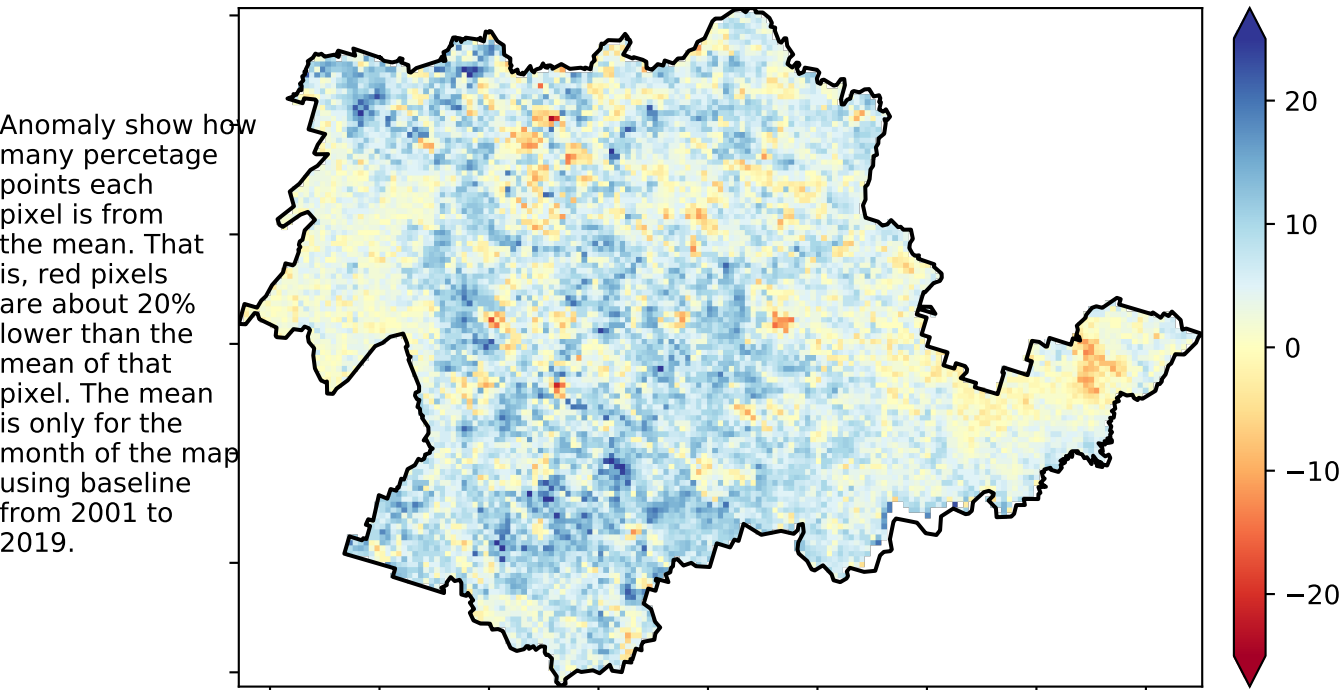 Anomaly show how
many percetage
points each
pixel is from
the mean. That
is, red pixels
are about 20%
lower than the
mean of that
pixel. The mean
is only for the
month of the map
using baseline
from 2001 to
2019.
20
10
0
−10
−20